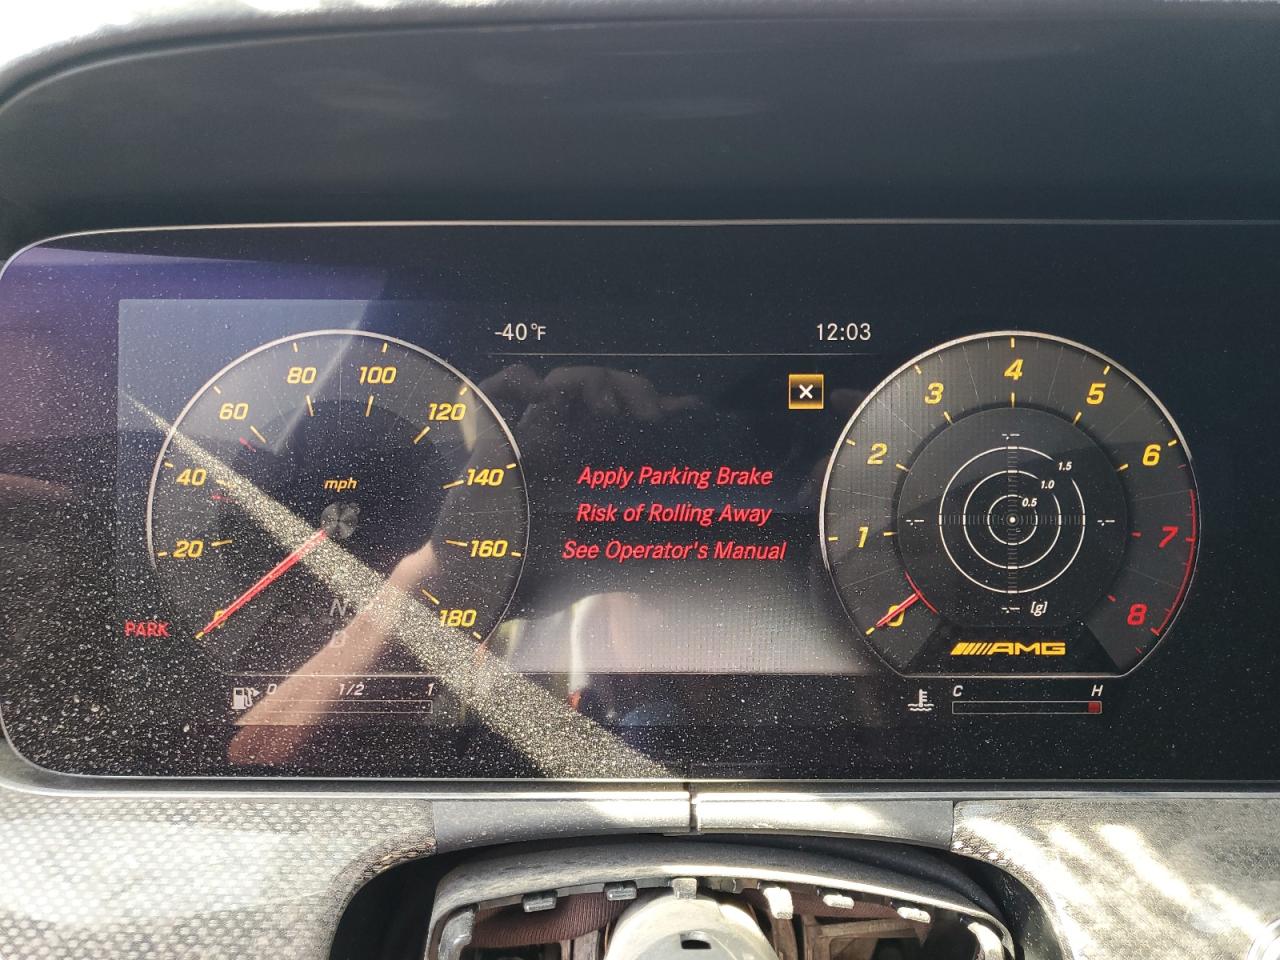 -40°F
12:03
80
100
60
120
40
140
mph
20
160
180
PARK
N
0
1/2
1
Apply Parking Brake
Risk of Rolling Away
See Operator's Manual
4
3
5
2
6
1.5
1.0
0.5
1
7
[g]
0
8
AMG
C
H